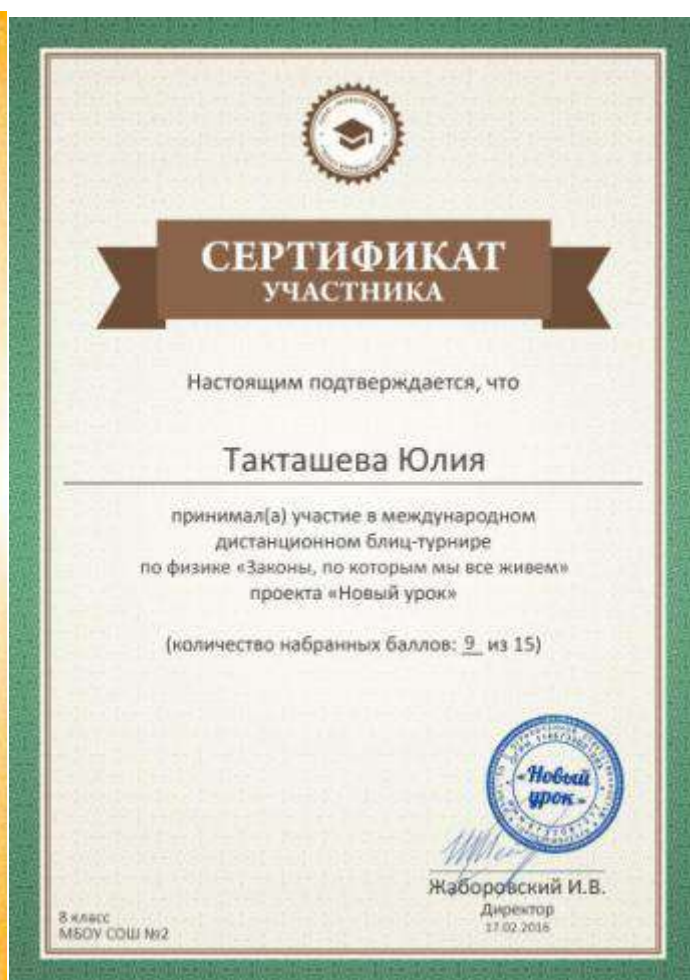 СЕРТИФИКАТ
УЧАСТНИКА
Настоящим подтверждается, что
Такташева Юлия
принимал(а) участие в международном
дистанционном блиц-турнире
по физике «Законы, по которым мы все живем»
проекта «Новый урок»
(количество набранных баллов: 9 из 15)
«Новый
урок»
Жаборовский И.В.
Директор
17.02.2016
8 класс
МБОУ СОШ №2